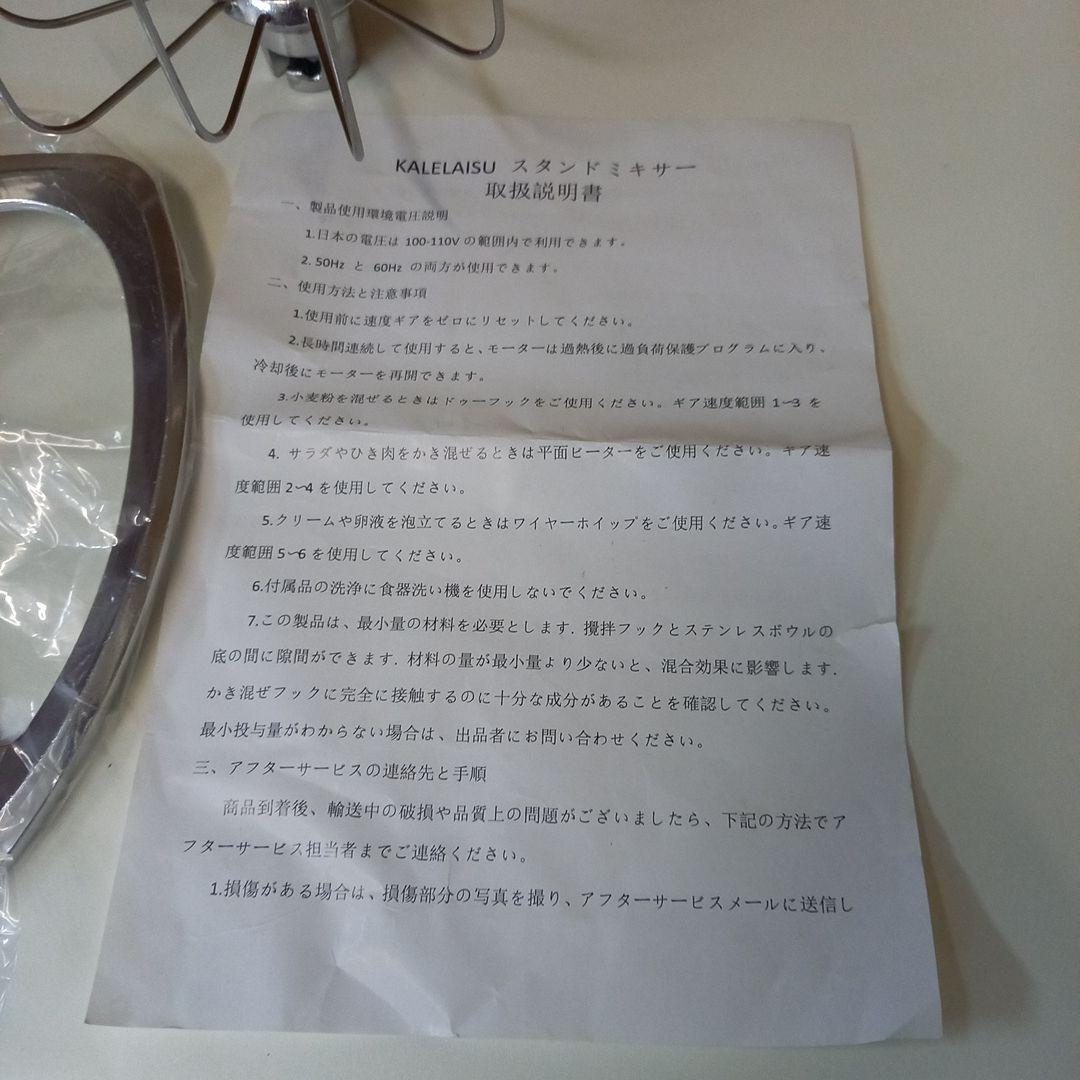 KALELAISU スタンドミキサー
取扱説明書
一、製品使用環境電圧説明
1.日本の電圧は 100-110V の範囲内で利用できます。
2. 50Hz と 60Hz の両方が使用できます。
二、使用方法と注意事項
1.使用前に速度ギアをゼロにリセットしてください。
2.長時間連続して使用すると、モーターは過熱後に過負荷保護プログラムに入り、
冷却後にモーターを再開できます。
3.小麦粉を混ぜるときはドゥーフックをご使用ください。ギア速度範囲 1~3 を
使用してください。
4. サラダやひき肉をかき混ぜるときは平面ビーターをご使用ください。ギア速
度範囲 2~4 を使用してください。
5.クリームや卵液を泡立てるときはワイヤーホイップをご使用ください。ギア速
度範囲 5~6 を使用してください。
6.付属品の洗浄に食器洗い機を使用しないでください。
7.この製品は、最小量の材料を必要とします. 攪拌フックとステンレスボウルの
底の間に隙間ができます. 材料の量が最小量より少ないと、混合効果に影響します.
かき混ぜフックに完全に接触するのに十分な成分があることを確認してください。
最小投与量がわからない場合は、出品者にお問い合わせください。
三、アフターサービスの連絡先と手順
商品到着後、輸送中の破損や品質上の問題がございましたら、下記の方法でア
フターサービス担当者までご連絡ください。
1.損傷がある場合は、損傷部分の写真を撮り、アフターサービスメールに送信し